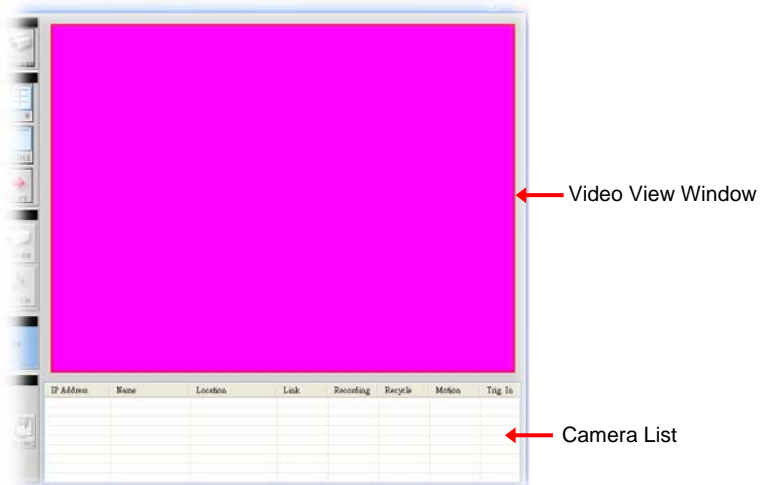 Video View Window
IP Address Name Location Link Recording Recycle Motion Trig In
Camera List